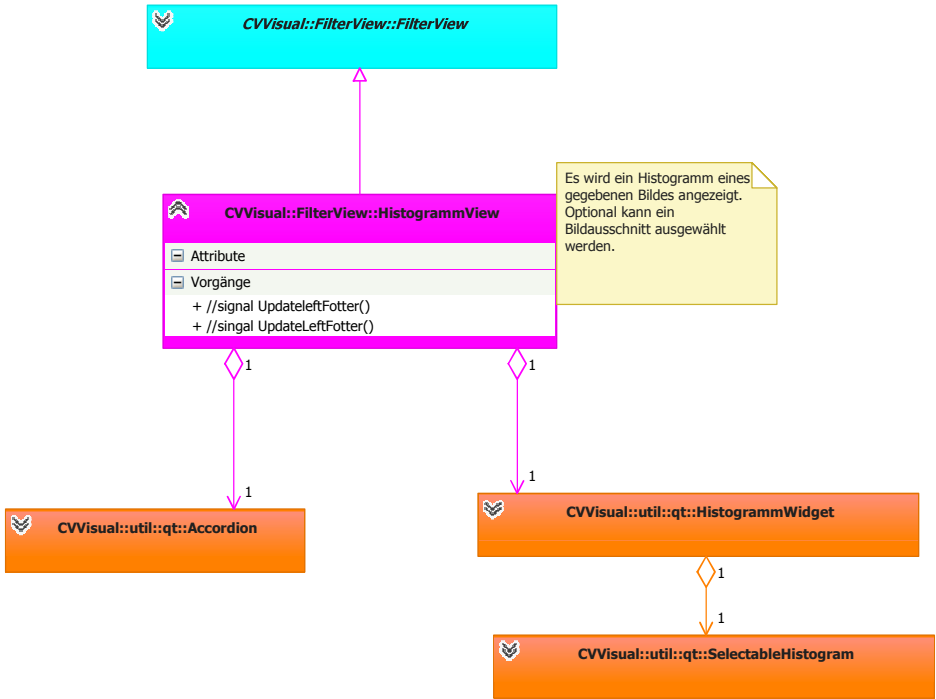 CVVisual::FilterView::FilterView
Es wird ein Histogramm eines
gegebenen Bildes angezeigt.
Optional kann ein
Bildausschnitt ausgewählt
werden.
CVVisual::FilterView::HistogrammView
Attribute
Vorgänge
+ //signal UpdateleftFotter()
+ //singal UpdateLeftFotter()
1
1
1
1
CVVisual::util::qt::Accordion
CVVisual::util::qt::HistogrammWidget
1
1
CVVisual::util::qt::SelectableHistogram